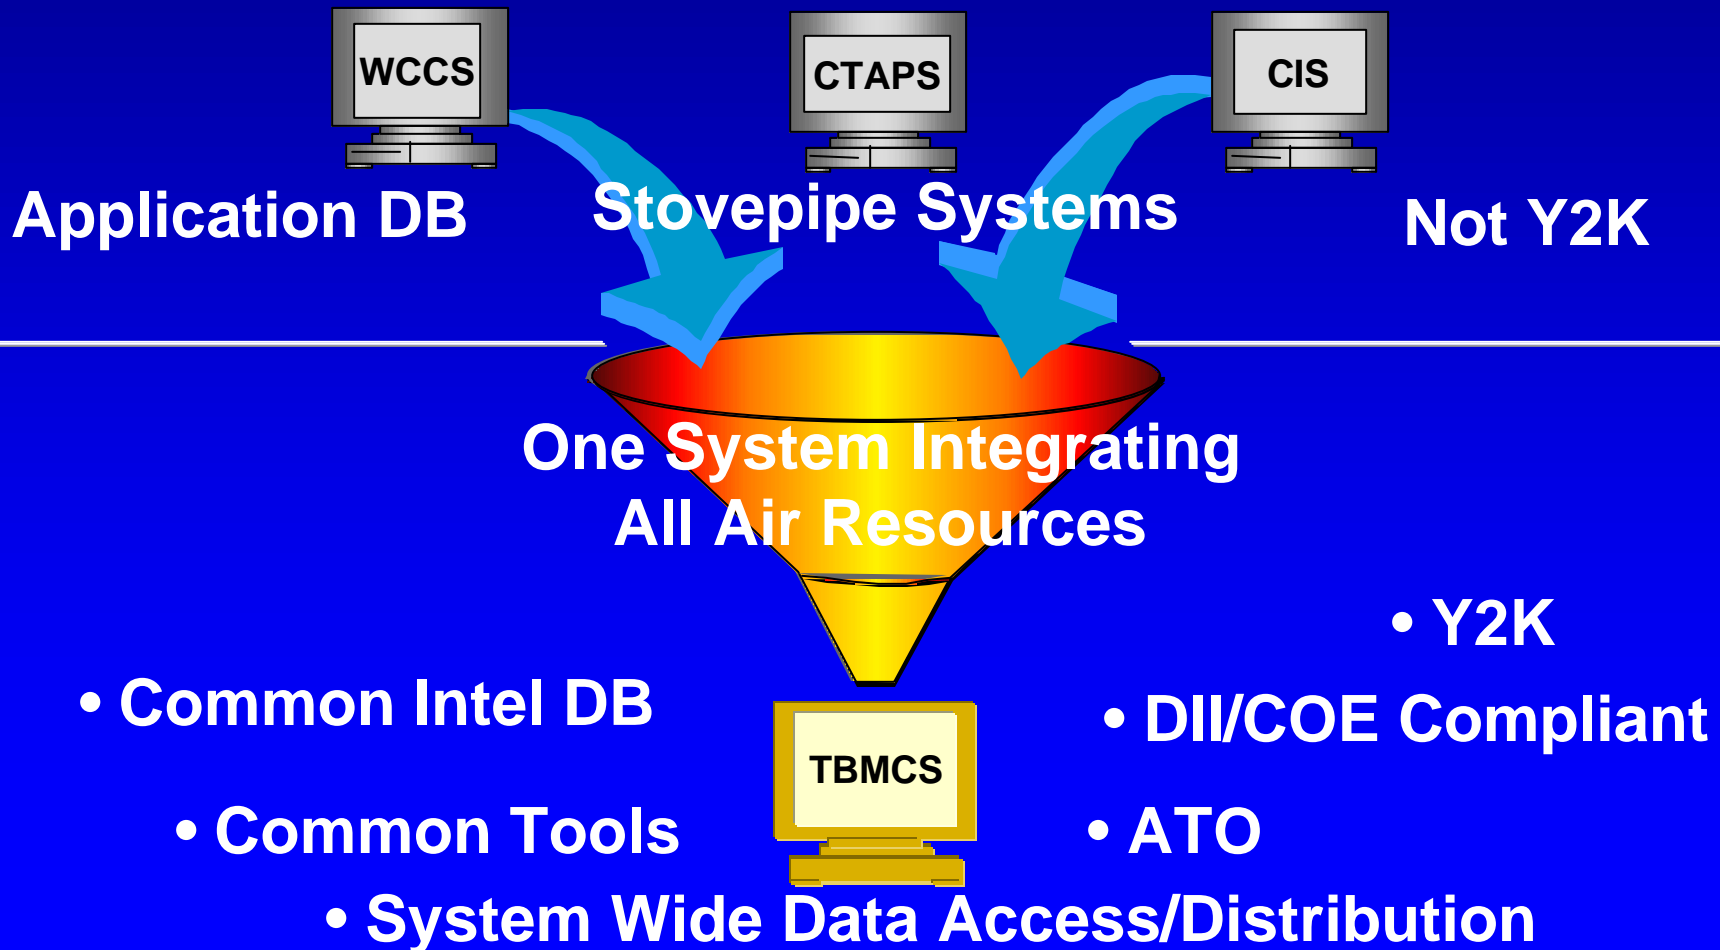 WCCS
CTAPS
CIS
Application DB
Stovepipe Systems
Not Y2K
One System Integrating
All Air Resources
• Y2K
• Common Intel DB
• DII/COE Compliant
TBMCS
• Common Tools
• ATO
• System Wide Data Access/Distribution